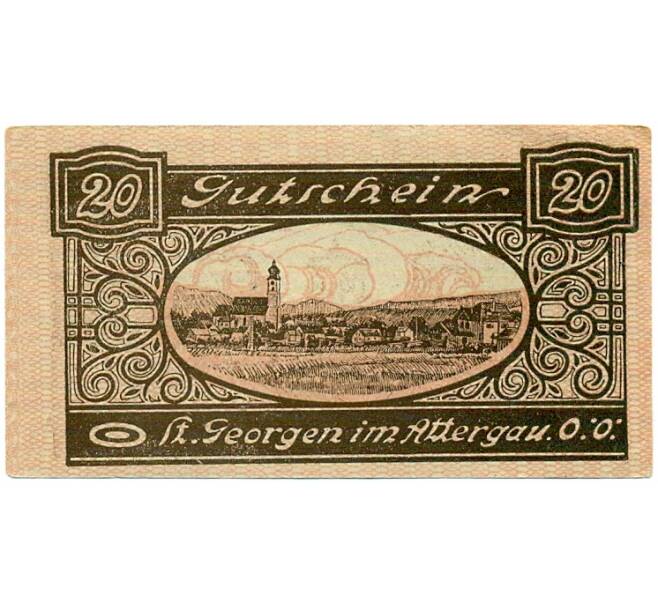 20 Gutschein 20
St. Georgen im Attergau. O.Ö.